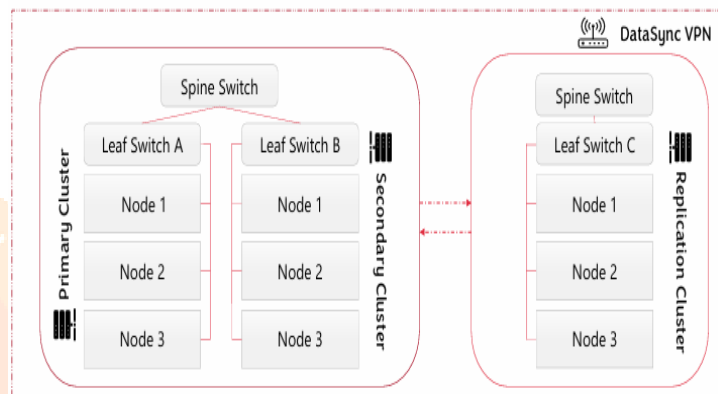 DataSync VPN
Spine Switch
Leaf Switch A
Leaf Switch B
Primary Cluster
Node 1
Node 2
Node 3
Node 1
Node 2
Node 3
Secondary Cluster
Spine Switch
Leaf Switch C
Node 1
Node 2
Node 3
Replication Cluster